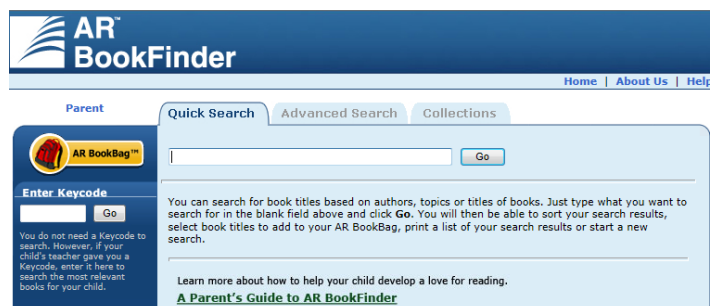 AR™
BookFinder
Home | About Us | Help
Parent
Quick Search
Advanced Search
Collections
AR BookBag™
Go
Enter Keycode
Go
You do not need a Keycode to
search. However, if your
child's teacher gave you a
Keycode, enter it here to
search the most relevant
books for your child.
You can search for book titles based on authors, topics or titles of books. Just type what you want to
search for in the blank field above and click Go. You will then be able to sort your search results,
select book titles to add to your AR BookBag, print a list of your search results or start a new
search.
Learn more about how to help your child develop a love for reading.
A Parent's Guide to AR BookFinder